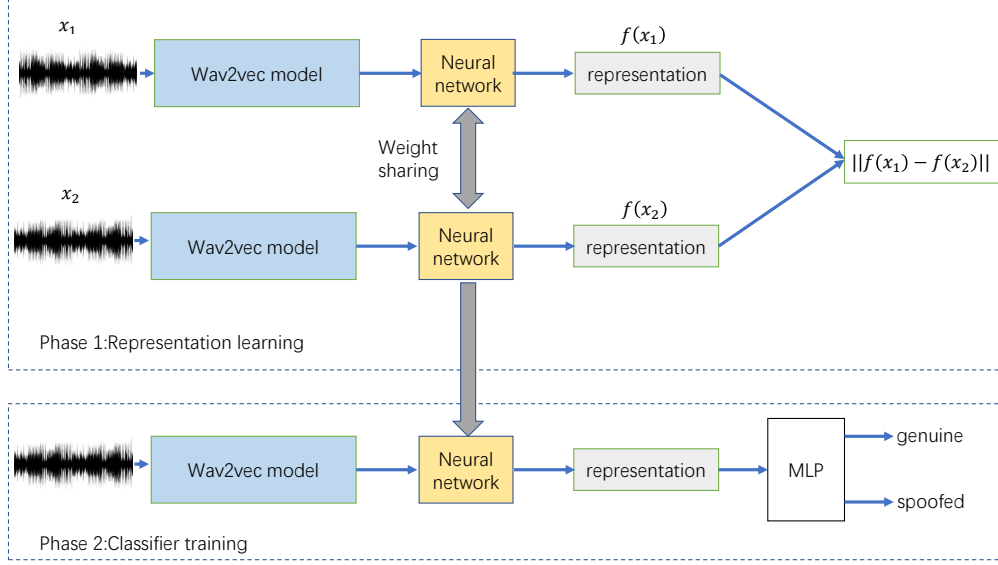 x₁
f(x₁)
Wav2vec model
Neural
network
representation
Weight
sharing
||f(x₁) − f(x₂)||
x₂
f(x₂)
Wav2vec model
Neural
network
representation
Phase 1:Representation learning
Wav2vec model
Neural
network
representation
MLP
genuine
spoofed
Phase 2:Classifier training